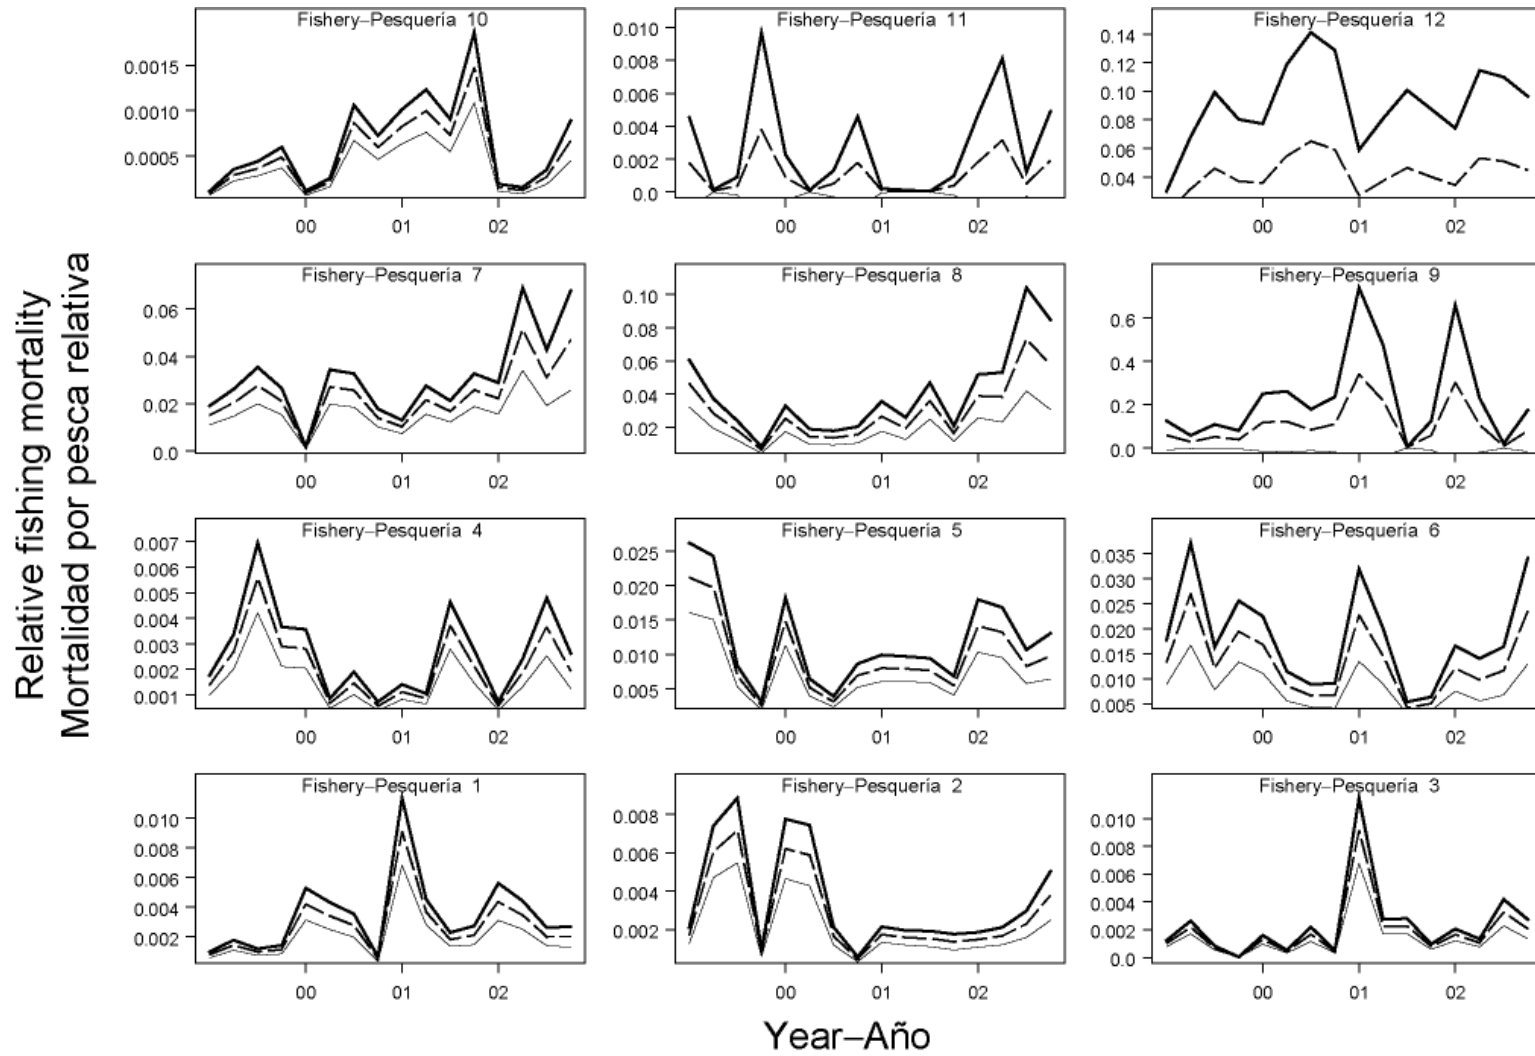 Relative fishing mortality
Mortalidad por pesca relativa
Fishery–Pesquería 10
0.0015
0.0010
0.0005
00 01 02
Fishery–Pesquería 11
0.010
0.008
0.006
0.004
0.002
0.0
00 01 02
Fishery–Pesquería 12
0.14
0.12
0.10
0.08
0.06
0.04
00 01 02
Fishery–Pesquería 7
0.06
0.04
0.02
0.0
00 01 02
Fishery–Pesquería 8
0.10
0.08
0.06
0.04
0.02
00 01 02
Fishery–Pesquería 9
0.6
0.4
0.2
0.0
00 01 02
Fishery–Pesquería 4
0.007
0.006
0.005
0.004
0.003
0.002
0.001
00 01 02
Fishery–Pesquería 5
0.025
0.020
0.015
0.010
0.005
00 01 02
Fishery–Pesquería 6
0.035
0.030
0.025
0.020
0.015
0.010
0.005
00 01 02
Fishery–Pesquería 1
0.010
0.008
0.006
0.004
0.002
00 01 02
Fishery–Pesquería 2
0.008
0.006
0.004
0.002
00 01 02
Fishery–Pesquería 3
0.010
0.008
0.006
0.004
0.002
0.0
00 01 02
Year–Año